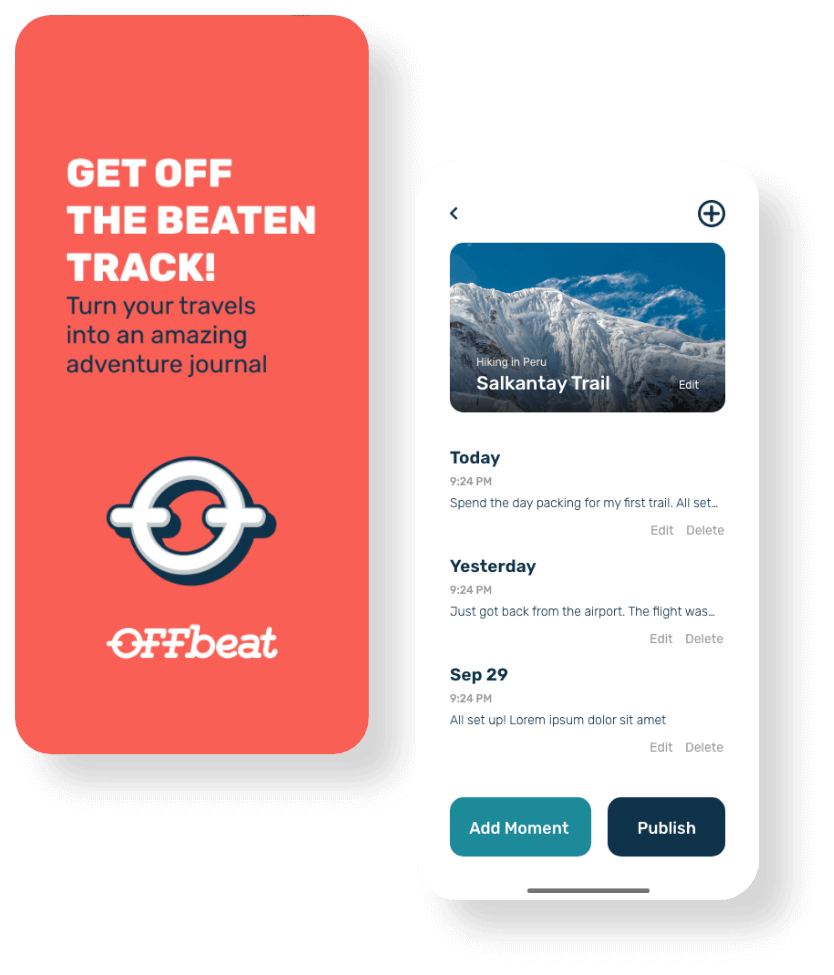 GET OFF
THE BEATEN
TRACK!
Turn your travels
into an amazing
adventure journal
OFFbeat
Hiking in Peru
Salkantay Trail
Edit
Today
9:24 PM
Spend the day packing for my first trail. All set...
Edit Delete
Yesterday
9:24 PM
Just got back from the airport. The flight was...
Edit Delete
Sep 29
9:24 PM
All set up! Lorem ipsum dolor sit amet
Edit Delete
Add Moment Publish